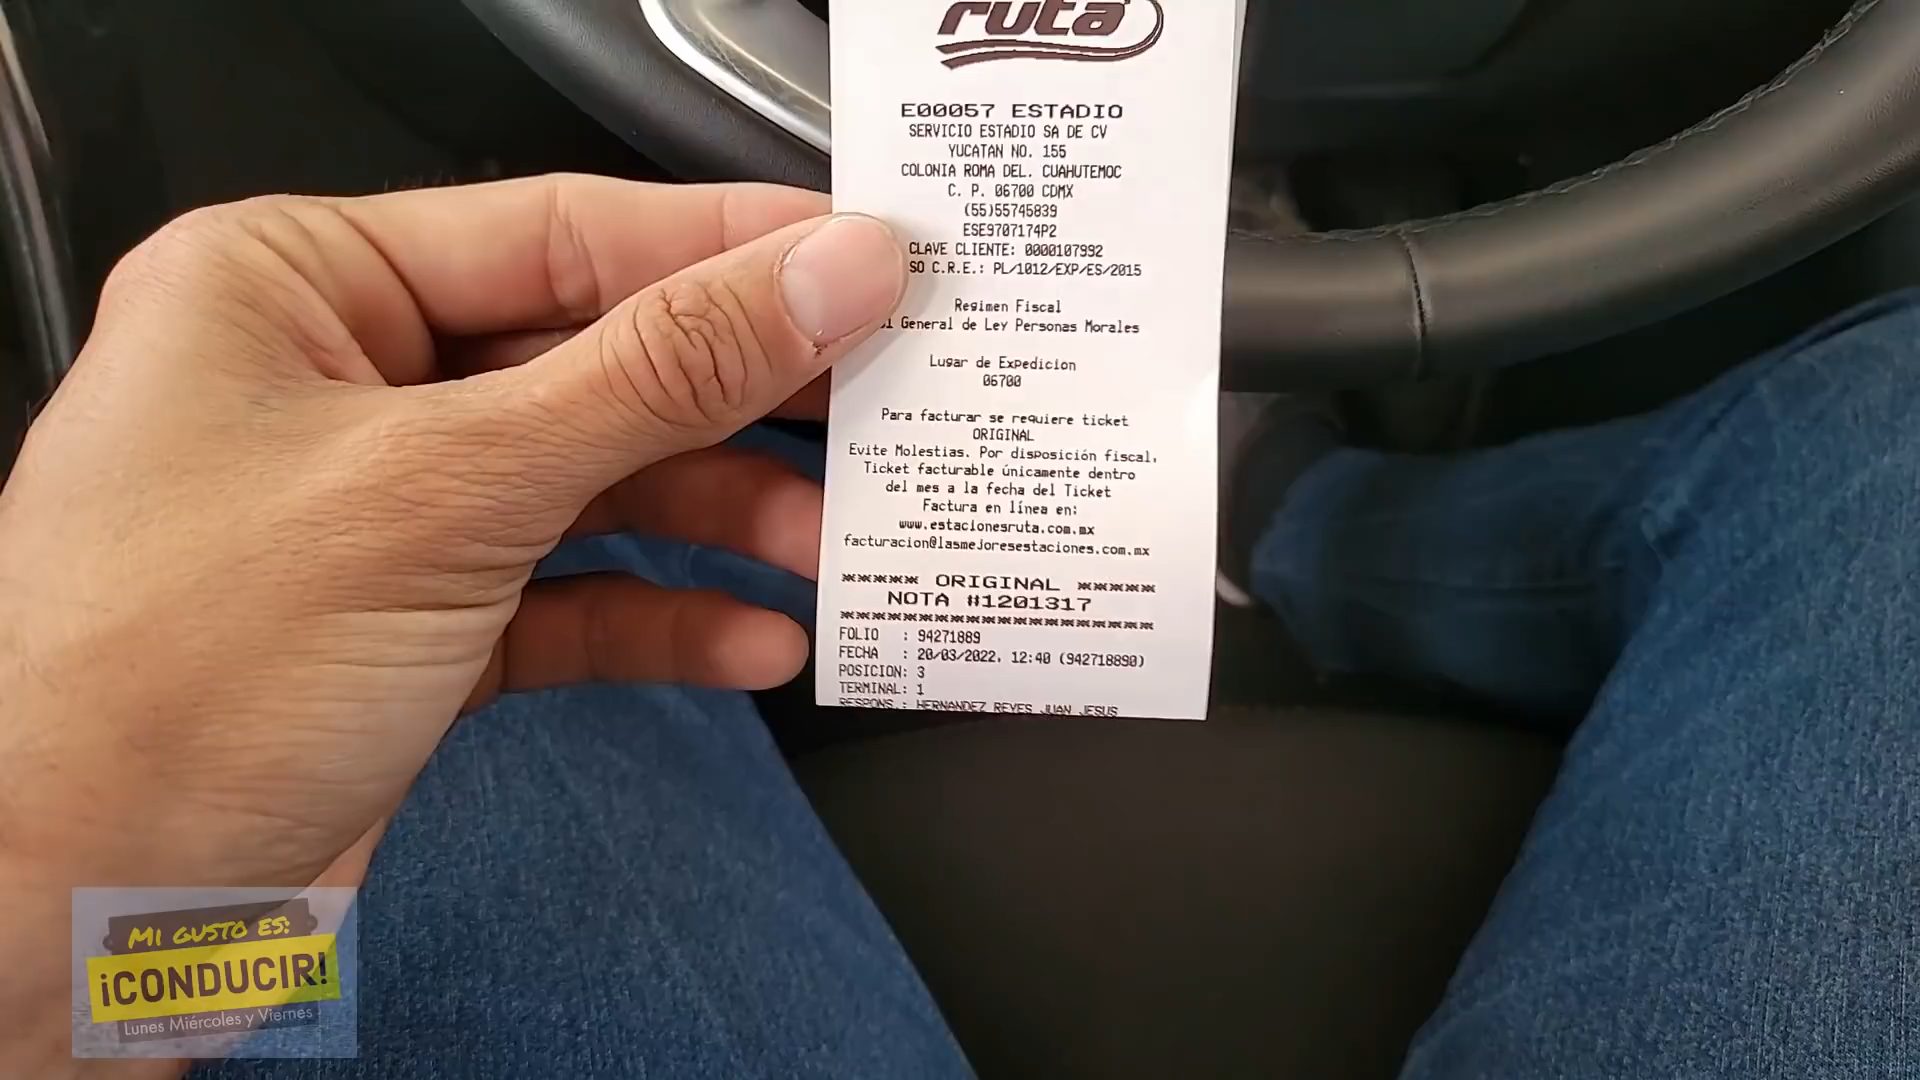 ruta
E00057 ESTADIO
SERVICIO ESTADIO SA DE CV
YUCATAN NO. 155
COLONIA ROMA DEL. CUAHUTEMOC
C. P. 06700 CDMX
(55)55745839
ESE9707174P2
CLAVE CLIENTE: 0000107992
SO C.R.E.: PL/1012/EXP/ES/2015
Regimen Fiscal
General de Ley Personas Morales
Lugar de Expedicion
06700
Para facturar se requiere ticket
ORIGINAL
Evite Molestias. Por disposición fiscal,
Ticket facturable únicamente dentro
del mes a la fecha del Ticket
Factura en línea en:
www.estacionesruta.com.mx
facturacion@lasmejoresestaciones.com.mx
***** ORIGINAL *****
NOTA #1201317
FOLIO : 94271889
FECHA : 20/03/2022, 12:40 (942718890)
POSICION: 3
TERMINAL: 1
RESPONS.: HERNANDEZ REYES JUAN JESUS
MI GUSTO ES:
¡CONDUCIR!
Lunes Miércoles y Viernes